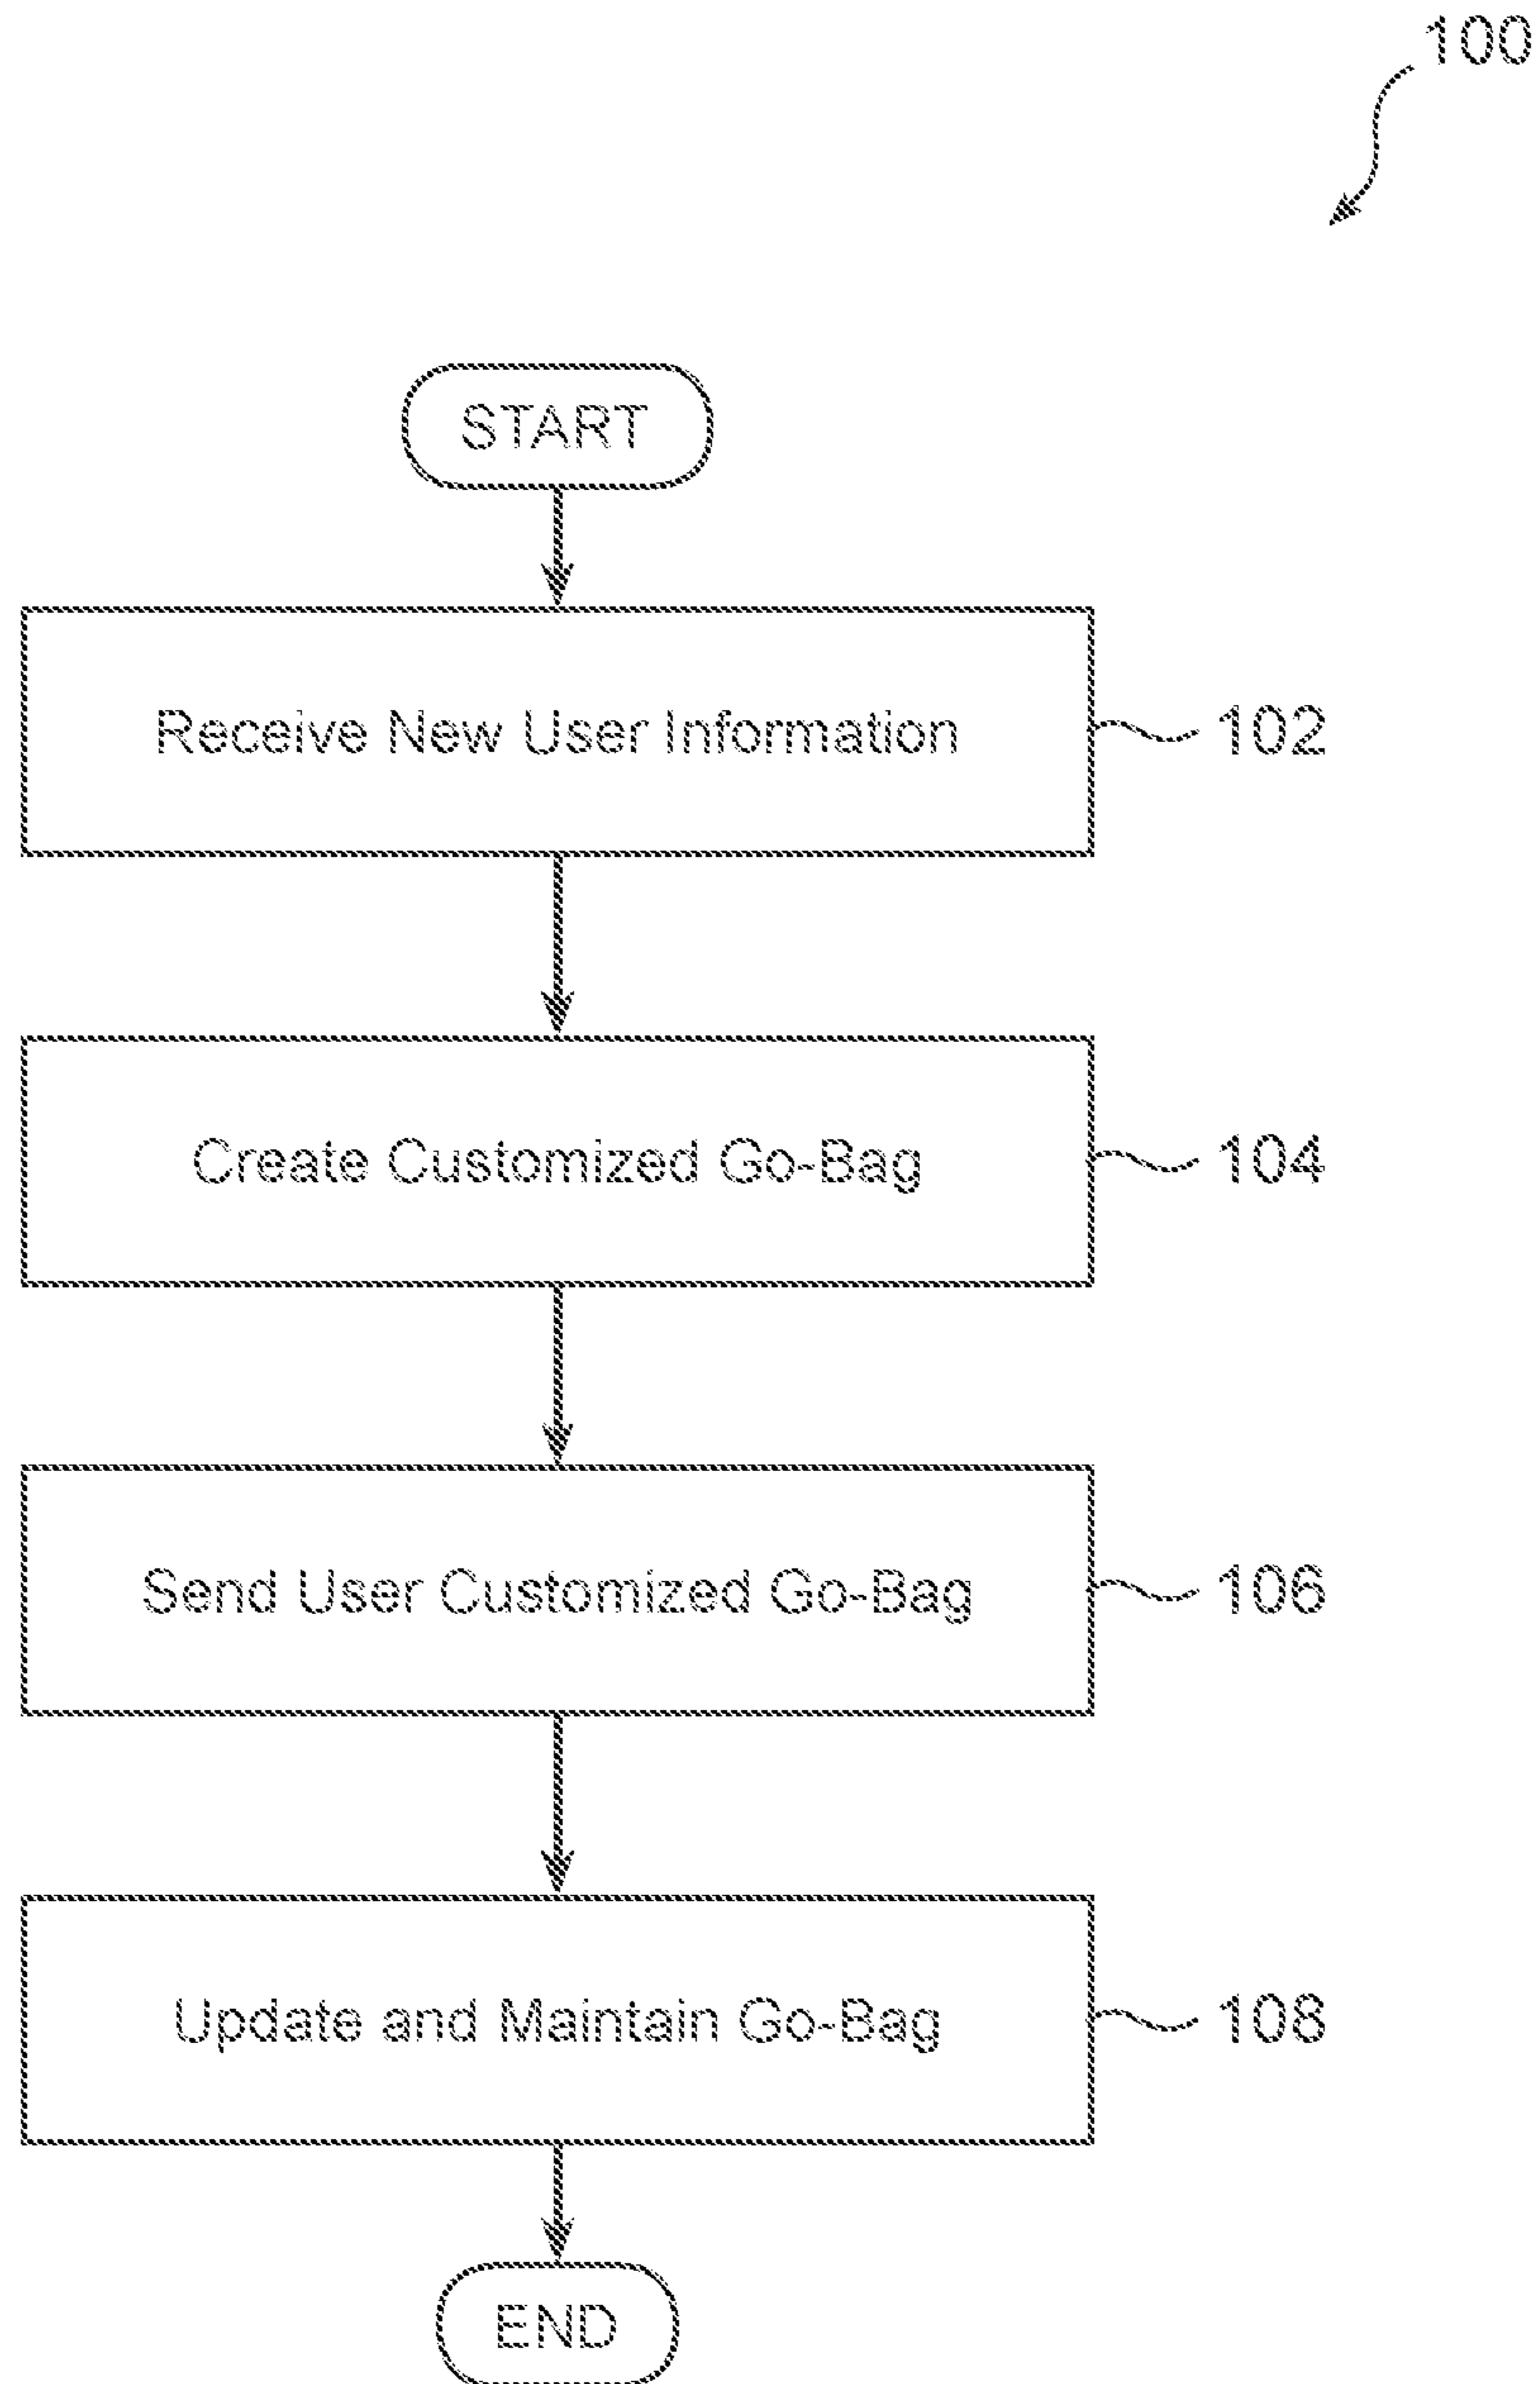 100
START
Receive New User Information
102
Create Customized Go-Bag
104
Send User Customized Go-Bag
106
Update and Maintain Go-Bag
108
END